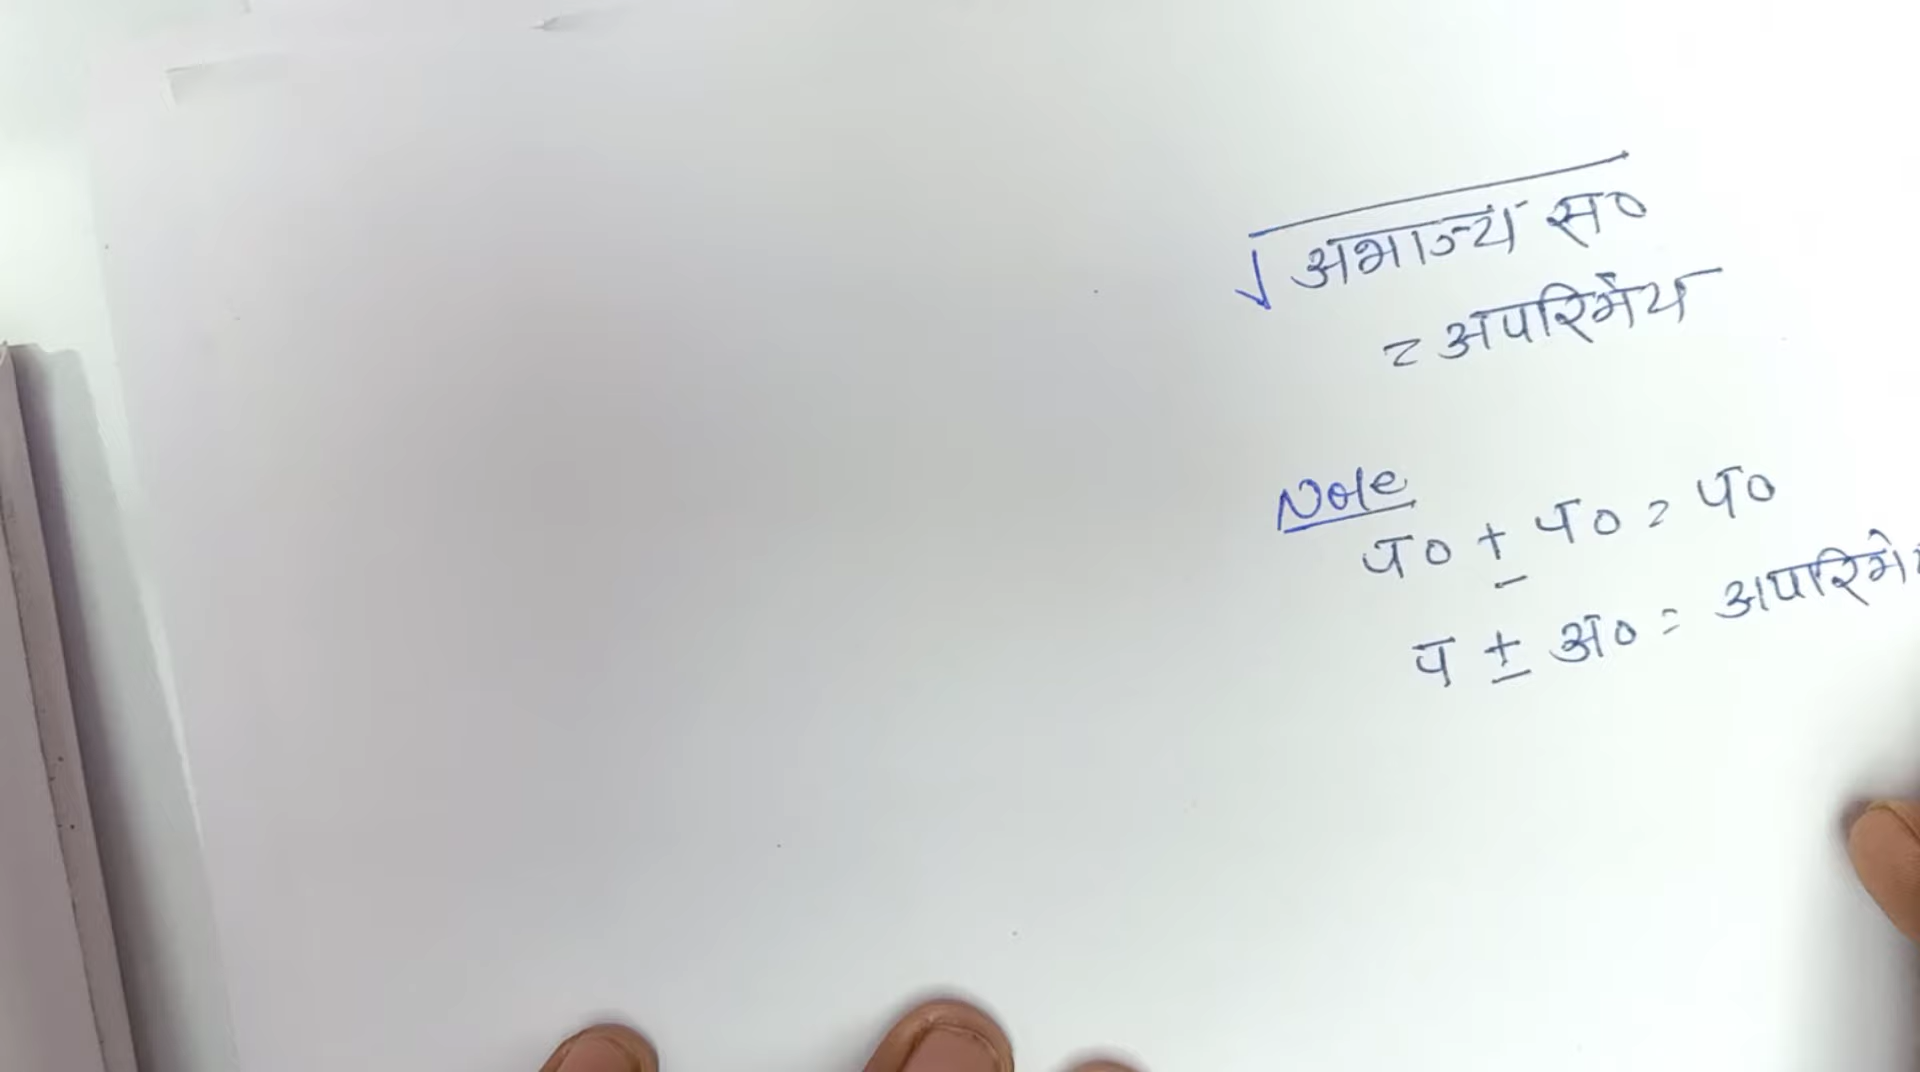 √अभाज्य स०
= अपरिमेय
Note
प० ± प० = प०
प ± अ० = अपरिमे